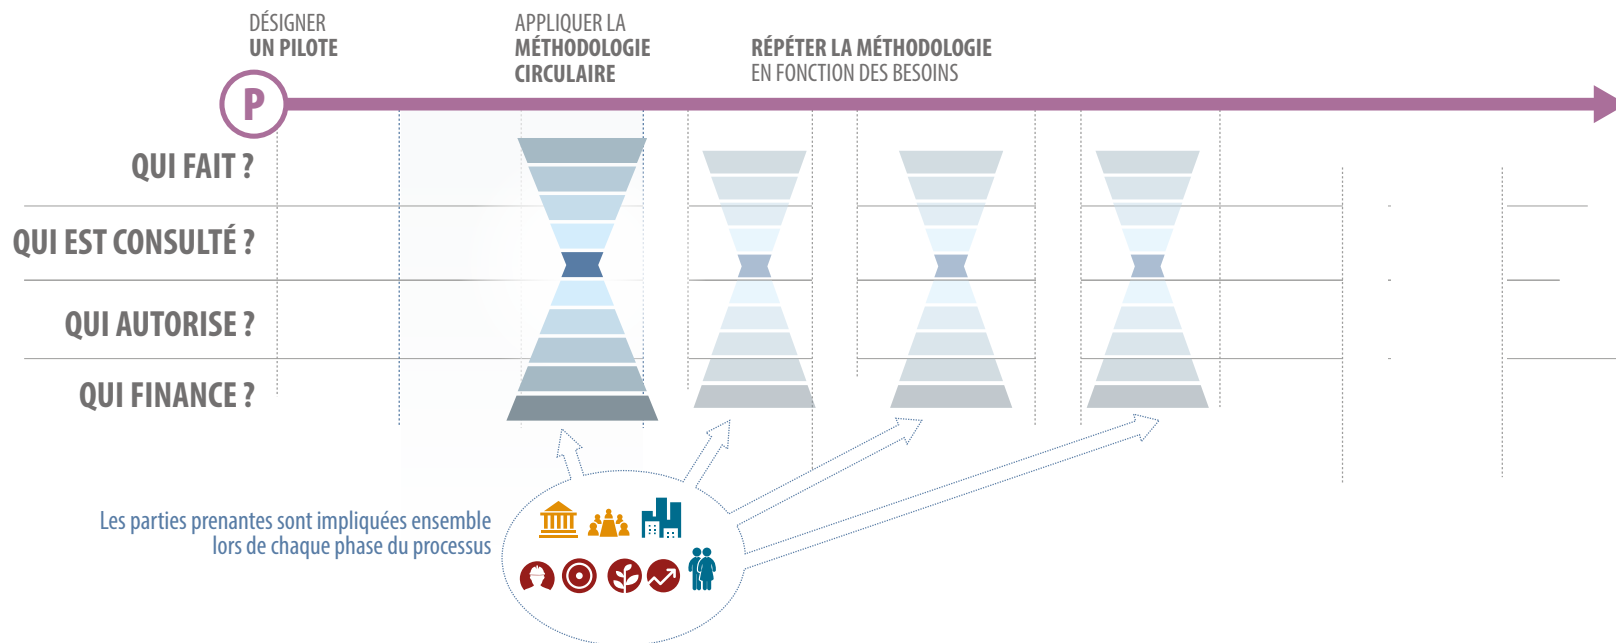 DÉSIGNER
UN PILOTE
APPLIQUER LA
MÉTHODOLOGIE
CIRCULAIRE
RÉPÉTER LA MÉTHODOLOGIE
EN FONCTION DES BESOINS
P
QUI FAIT ?
QUI EST CONSULTÉ ?
QUI AUTORISE ?
QUI FINANCE ?
Les parties prenantes sont impliquées ensemble
lors de chaque phase du processus